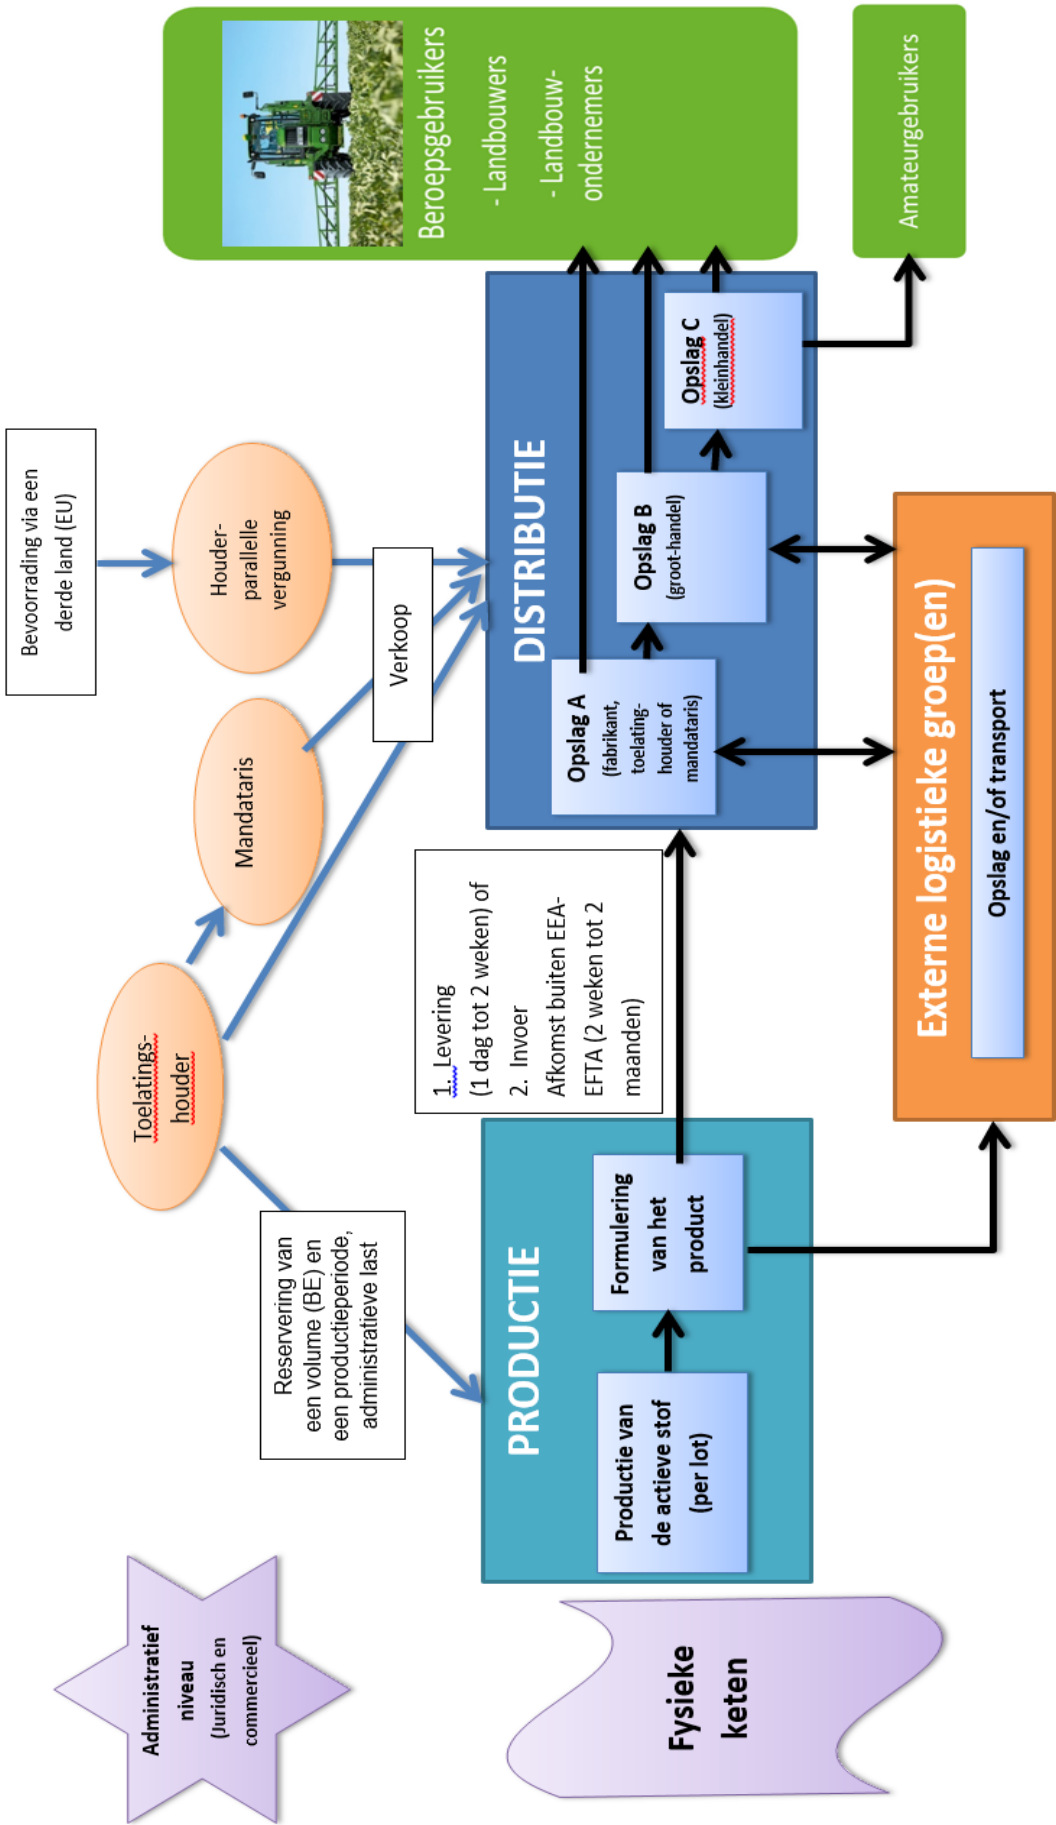 Administratief
niveau
(Juridisch en
commercieel)
Toelatings-
houder
Mandataris
Houder-
parallelle
vergunning
Bevoorrading via een
derde land (EU)
Reservering van
een volume (BE) en
een productieperiode,
administratieve last
Verkoop
Fysieke
keten
PRODUCTIE
Productie van
de actieve stof
(per lot)
Formulering
van het
product
1. Levering
(1 dag tot 2 weken) of
2. Invoer
Afkomst buiten EEA-
EFTA (2 weken tot 2
maanden)
DISTRIBUTIE
Opslag A
(fabrikant,
toelating-
houder of
mandataris)
Opslag B
(groot-handel)
Opslag C
(kleinhandel)
Beroepsgebruikers
- Landbouwers
- Landbouw-
ondernemers
Amateurgebruikers
Externe logistieke groep(en)
Opslag en/of transport